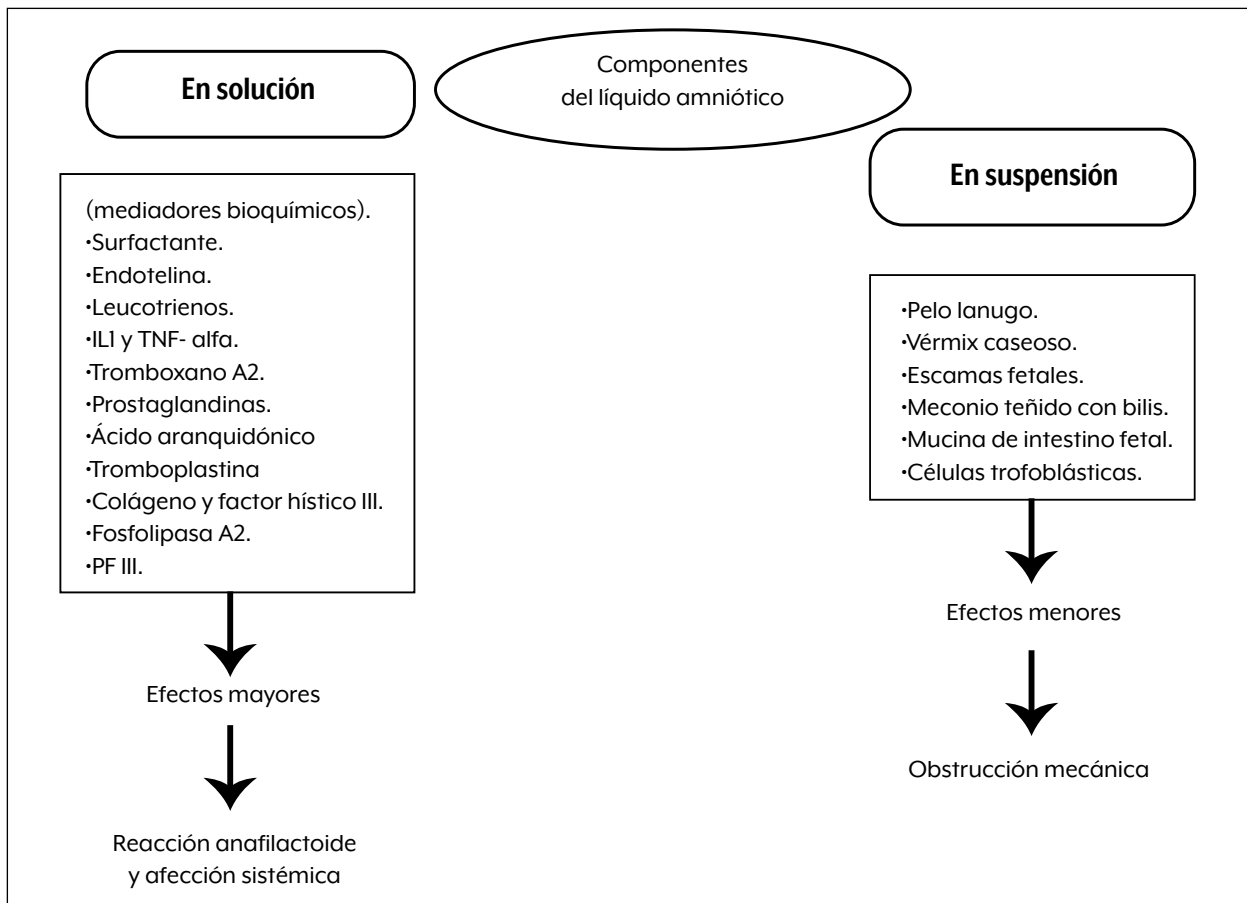 Componentes
del líquido amniótico
En solución
(mediadores bioquímicos).
·Surfactante.
·Endotelina.
·Leucotrienos.
·IL1 y TNF- alfa.
·Tromboxano A2.
·Prostaglandinas.
·Ácido aranquidónico
·Tromboplastina
·Colágeno y factor hístico III.
·Fosfolipasa A2.
·PF III.
Efectos mayores
Reacción anafilactoide
y afección sistémica
En suspensión
·Pelo lanugo.
·Vérmix caseoso.
·Escamas fetales.
·Meconio teñido con bilis.
·Mucina de intestino fetal.
·Células trofoblásticas.
Efectos menores
Obstrucción mecánica